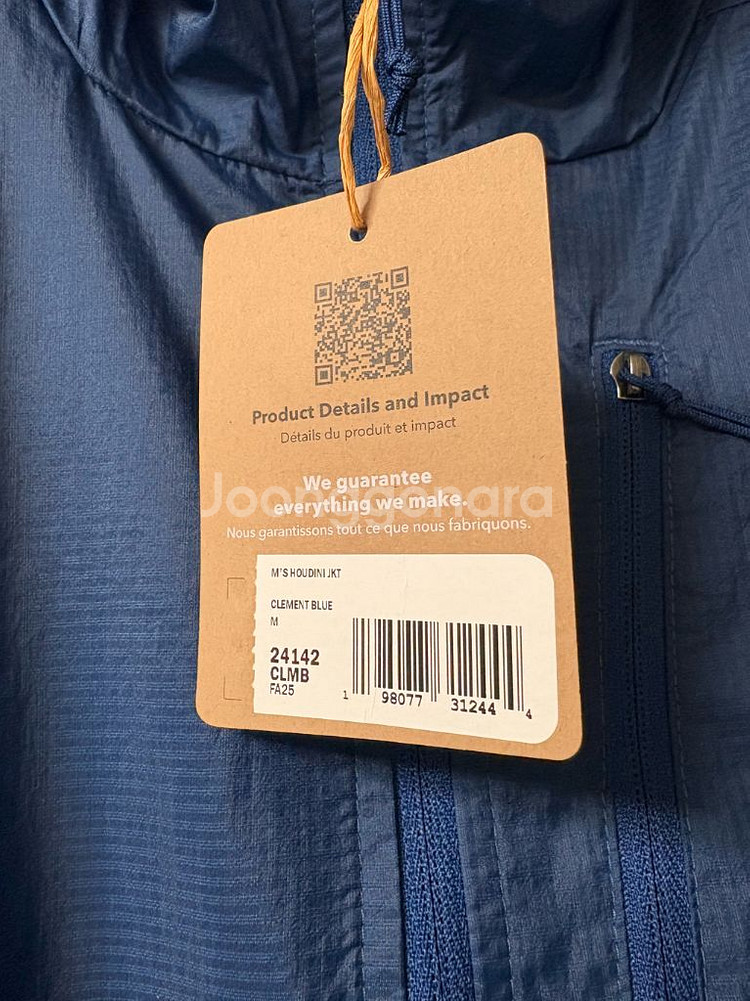 Product Details and Impact
Détails du produit et impact
We guarantee
everything we make.
Joonggonara
Nous garantissons tout ce que nous fabriquons.
M'S HOUDINI JKT
CLEMENT BLUE
M
24142
CLMB
FA25
1 98077 31244 4